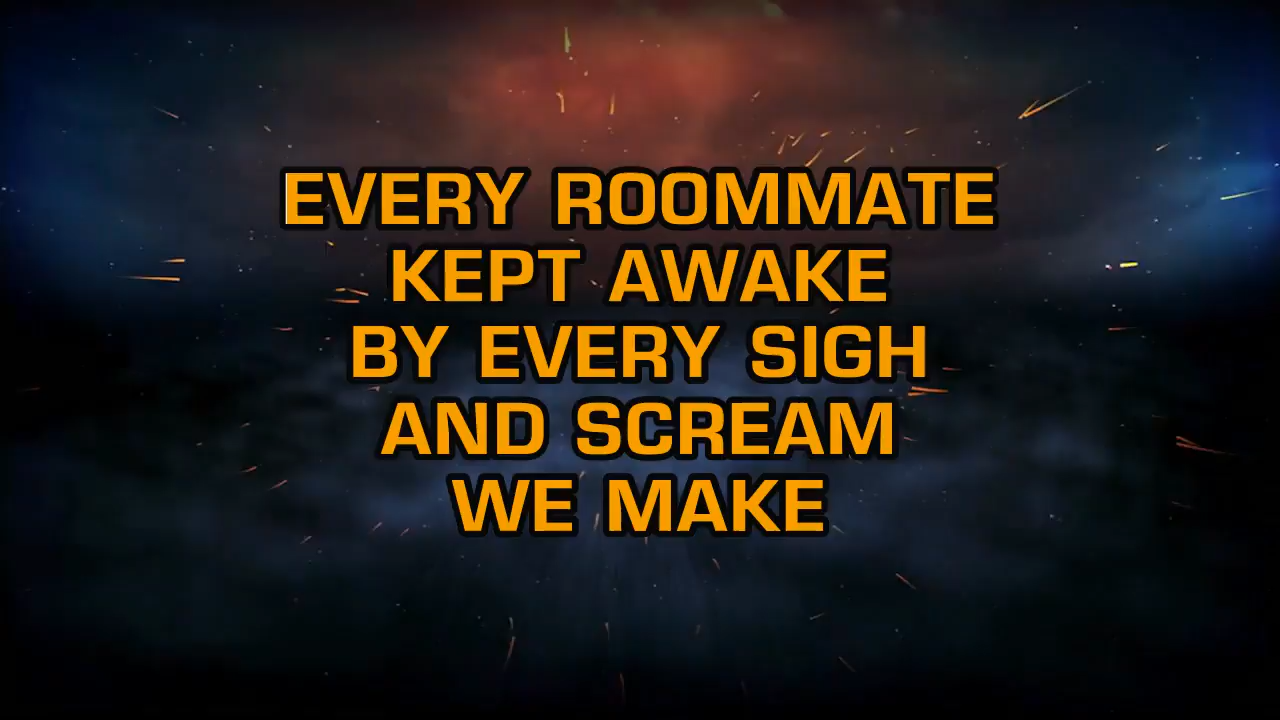 EVERY ROOMMATE
KEPT AWAKE
BY EVERY SIGH
AND SCREAM
WE MAKE